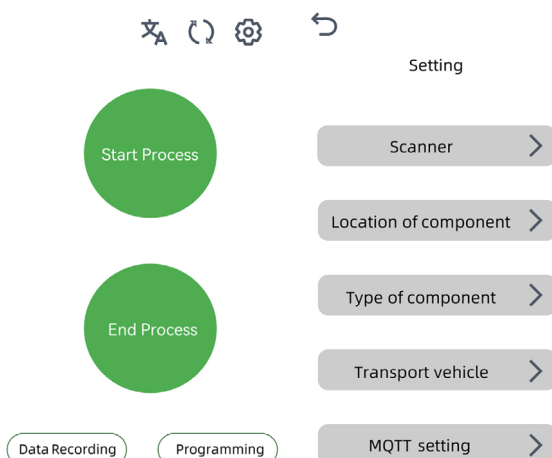 Start Process
End Process
Data Recording
Programming
Setting
Scanner
Location of component
Type of component
Transport vehicle
MQTT setting